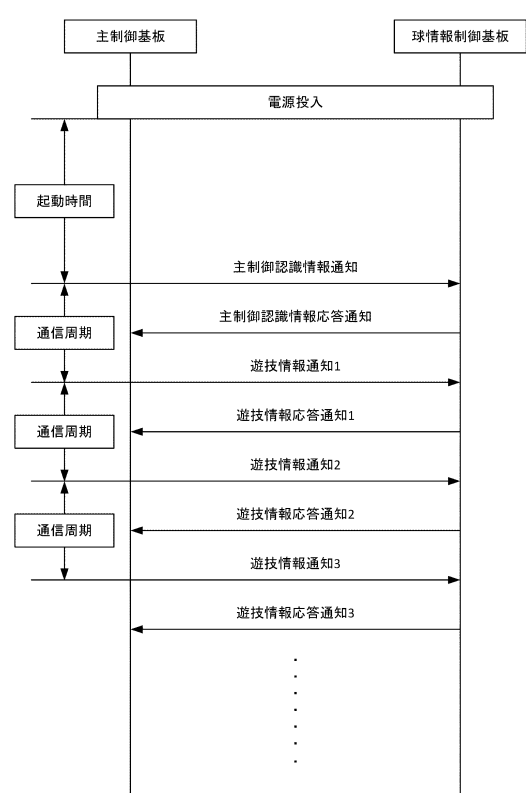 主制御基板
球情報制御基板
電源投入
起動時間
主制御認識情報通知
主制御認識情報応答通知
通信周期
遊技情報通知1
遊技情報応答通知1
通信周期
遊技情報通知2
遊技情報応答通知2
通信周期
遊技情報通知3
遊技情報応答通知3